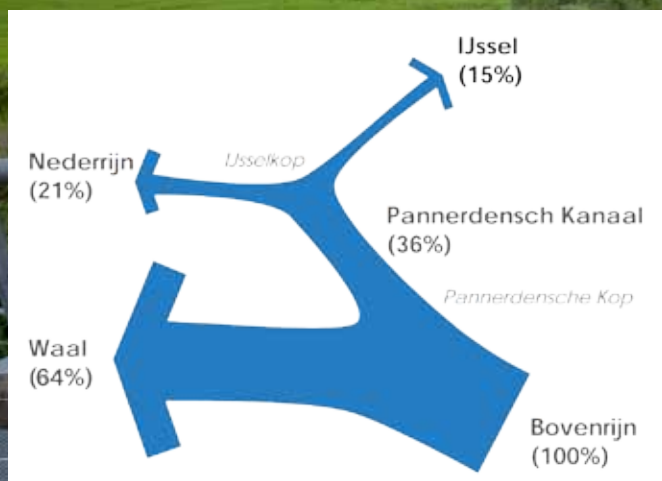 IJssel
(15%)
IJsselkop
Nederrijn
(21%)
Pannerdensch Kanaal
(36%)
Pannerdensche Kop
Waal
(64%)
Bovenrijn
(100%)